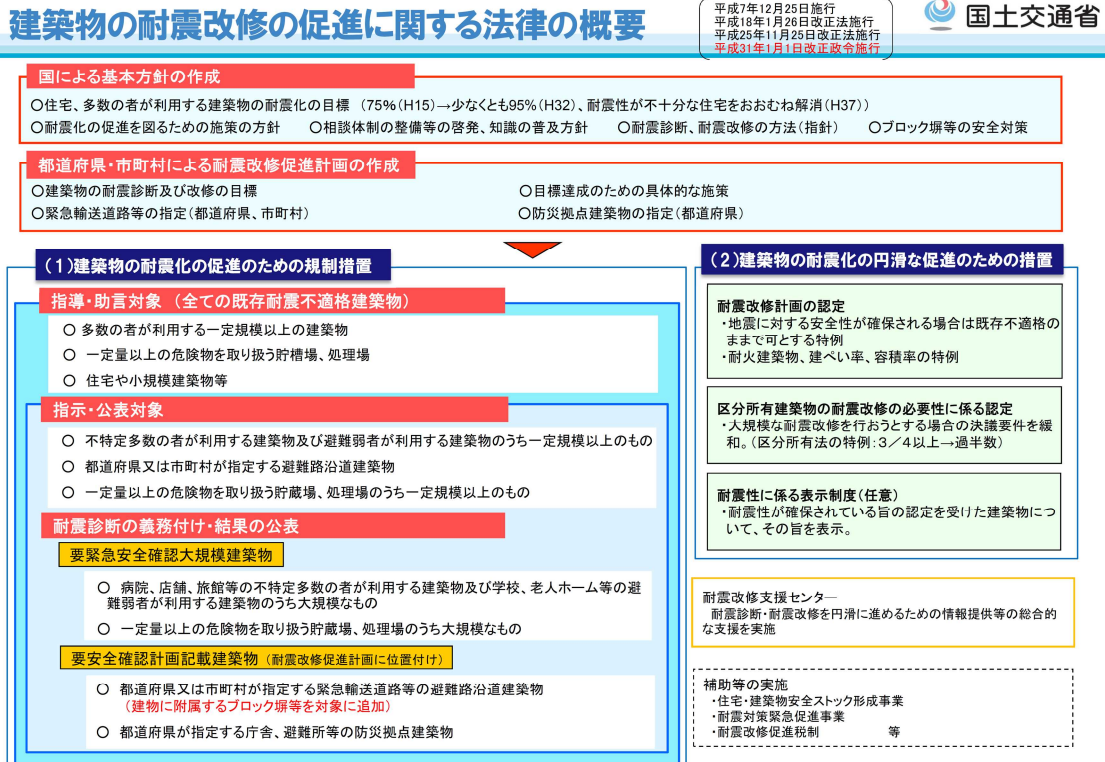 建築物の耐震改修の促進に関する法律の概要
平成7年12月25日施行
平成18年1月26日改正法施行
平成25年11月25日改正法施行
平成31年1月1日改正政令施行
国土交通省
国による基本方針の作成
○住宅、多数の者が利用する建築物の耐震化の目標 (75%(H15)→少なくとも95%(H32)、耐震性が不十分な住宅をおおむね解消(H37))
○耐震化の促進を図るための施策の方針 ○相談体制の整備等の啓発、知識の普及方針 ○耐震診断、耐震改修の方法(指針) ○ブロック塀等の安全対策
都道府県・市町村による耐震改修促進計画の作成
○建築物の耐震診断及び改修の目標 ○目標達成のための具体的な施策
○緊急輸送道路等の指定(都道府県、市町村) ○防災拠点建築物の指定(都道府県)
(1)建築物の耐震化の促進のための規制措置
指導・助言対象 (全ての既存耐震不適格建築物)
○ 多数の者が利用する一定規模以上の建築物
○ 一定量以上の危険物を取り扱う貯槽場、処理場
○ 住宅や小規模建築物等
指示・公表対象
○ 不特定多数の者が利用する建築物及び避難弱者が利用する建築物のうち一定規模以上のもの
○ 都道府県又は市町村が指定する避難路沿道建築物
○ 一定量以上の危険物を取り扱う貯蔵場、処理場のうち一定規模以上のもの
耐震診断の義務付け・結果の公表
要緊急安全確認大規模建築物
○ 病院、店舗、旅館等の不特定多数の者が利用する建築物及び学校、老人ホーム等の避
難弱者が利用する建築物のうち大規模なもの
○ 一定量以上の危険物を取り扱う貯蔵場、処理場のうち大規模なもの
要安全確認計画記載建築物 (耐震改修促進計画に位置付け)
○ 都道府県又は市町村が指定する緊急輸送道路等の避難路沿道建築物
(建物に附属するブロック塀等を対象に追加)
○ 都道府県が指定する庁舎、避難所等の防災拠点建築物
(2)建築物の耐震化の円滑な促進のための措置
耐震改修計画の認定
・地震に対する安全性が確保される場合は既存不適格の
ままで可とする特例
・耐火建築物、建ぺい率、容積率の特例
区分所有建築物の耐震改修の必要性に係る認定
・大規模な耐震改修を行おうとする場合の決議要件を緩
和。(区分所有法の特例:3/4以上→過半数)
耐震性に係る表示制度(任意)
・耐震性が確保されている旨の認定を受けた建築物につ
いて、その旨を表示。
耐震改修支援センター
耐震診断・耐震改修を円滑に進めるための情報提供等の総合的
な支援を実施
補助等の実施
・住宅・建築物安全ストック形成事業
・耐震対策緊急促進事業
・耐震改修促進税制 等